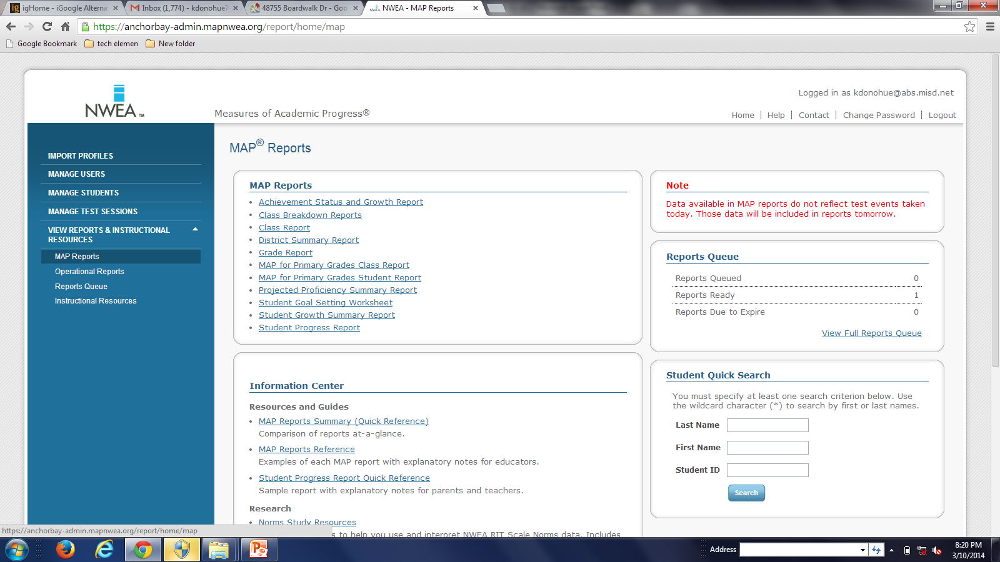 igHome - iGoogle Alterna
Inbox (1,774) - kdonohue7
48755 Boardwalk Dr - Goo
NWEA - MAP Reports
https://anchorbay-admin.mapnwea.org/report/home/map
Google Bookmark
tech elemen
New folder
NWEA™
Measures of Academic Progress®
Logged in as kdonohue@abs.misd.net
Home | Help | Contact | Change Password | Logout
IMPORT PROFILES
MANAGE USERS
MANAGE STUDENTS
MANAGE TEST SESSIONS
VIEW REPORTS & INSTRUCTIONAL
RESOURCES
MAP Reports
Operational Reports
Reports Queue
Instructional Resources
MAP® Reports
MAP Reports
Achievement Status and Growth Report
Class Breakdown Reports
Class Report
District Summary Report
Grade Report
MAP for Primary Grades Class Report
MAP for Primary Grades Student Report
Projected Proficiency Summary Report
Student Goal Setting Worksheet
Student Growth Summary Report
Student Progress Report
Information Center
Resources and Guides
MAP Reports Summary (Quick Reference)
Comparison of reports at-a-glance.
MAP Reports Reference
Examples of each MAP report with explanatory notes for educators.
Student Progress Report Quick Reference
Sample report with explanatory notes for parents and teachers.
Research
Norms Study Resources
s to help you use and interpret NWEA RIT Scale Norms data. Includes
Note
Data available in MAP reports do not reflect test events taken
today. Those data will be included in reports tomorrow.
Reports Queue
Reports Queued 0
Reports Ready 1
Reports Due to Expire 0
View Full Reports Queue
Student Quick Search
You must specify at least one search criterion below. Use
the wildcard character (*) to search by first or last names.
Last Name
First Name
Student ID
Search
https://anchorbay-admin.mapnwea.org/report/home/map
Address
8:20 PM
3/10/2014